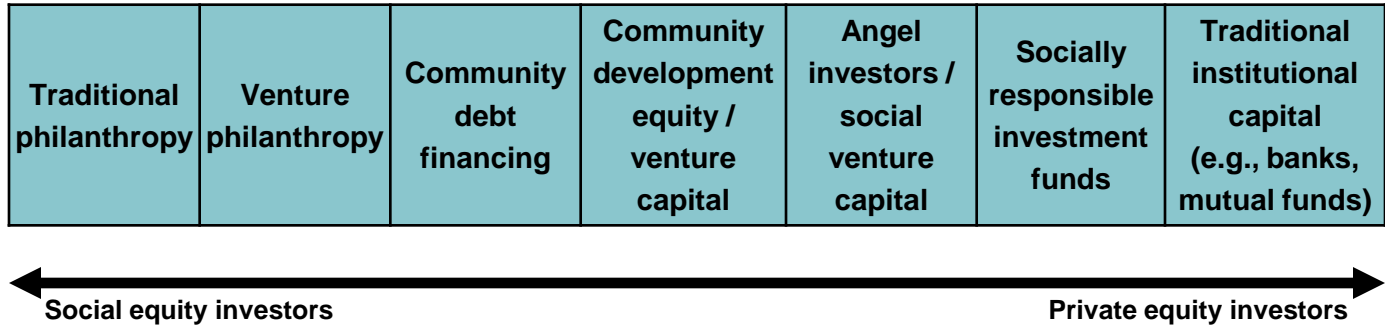 Traditional
philanthropy
Venture
philanthropy
Community
debt
financing
Community
development
equity /
venture
capital
Angel
investors /
social
venture
capital
Socially
responsible
investment
funds
Traditional
institutional
capital
(e.g., banks,
mutual funds)
Social equity investors
Private equity investors